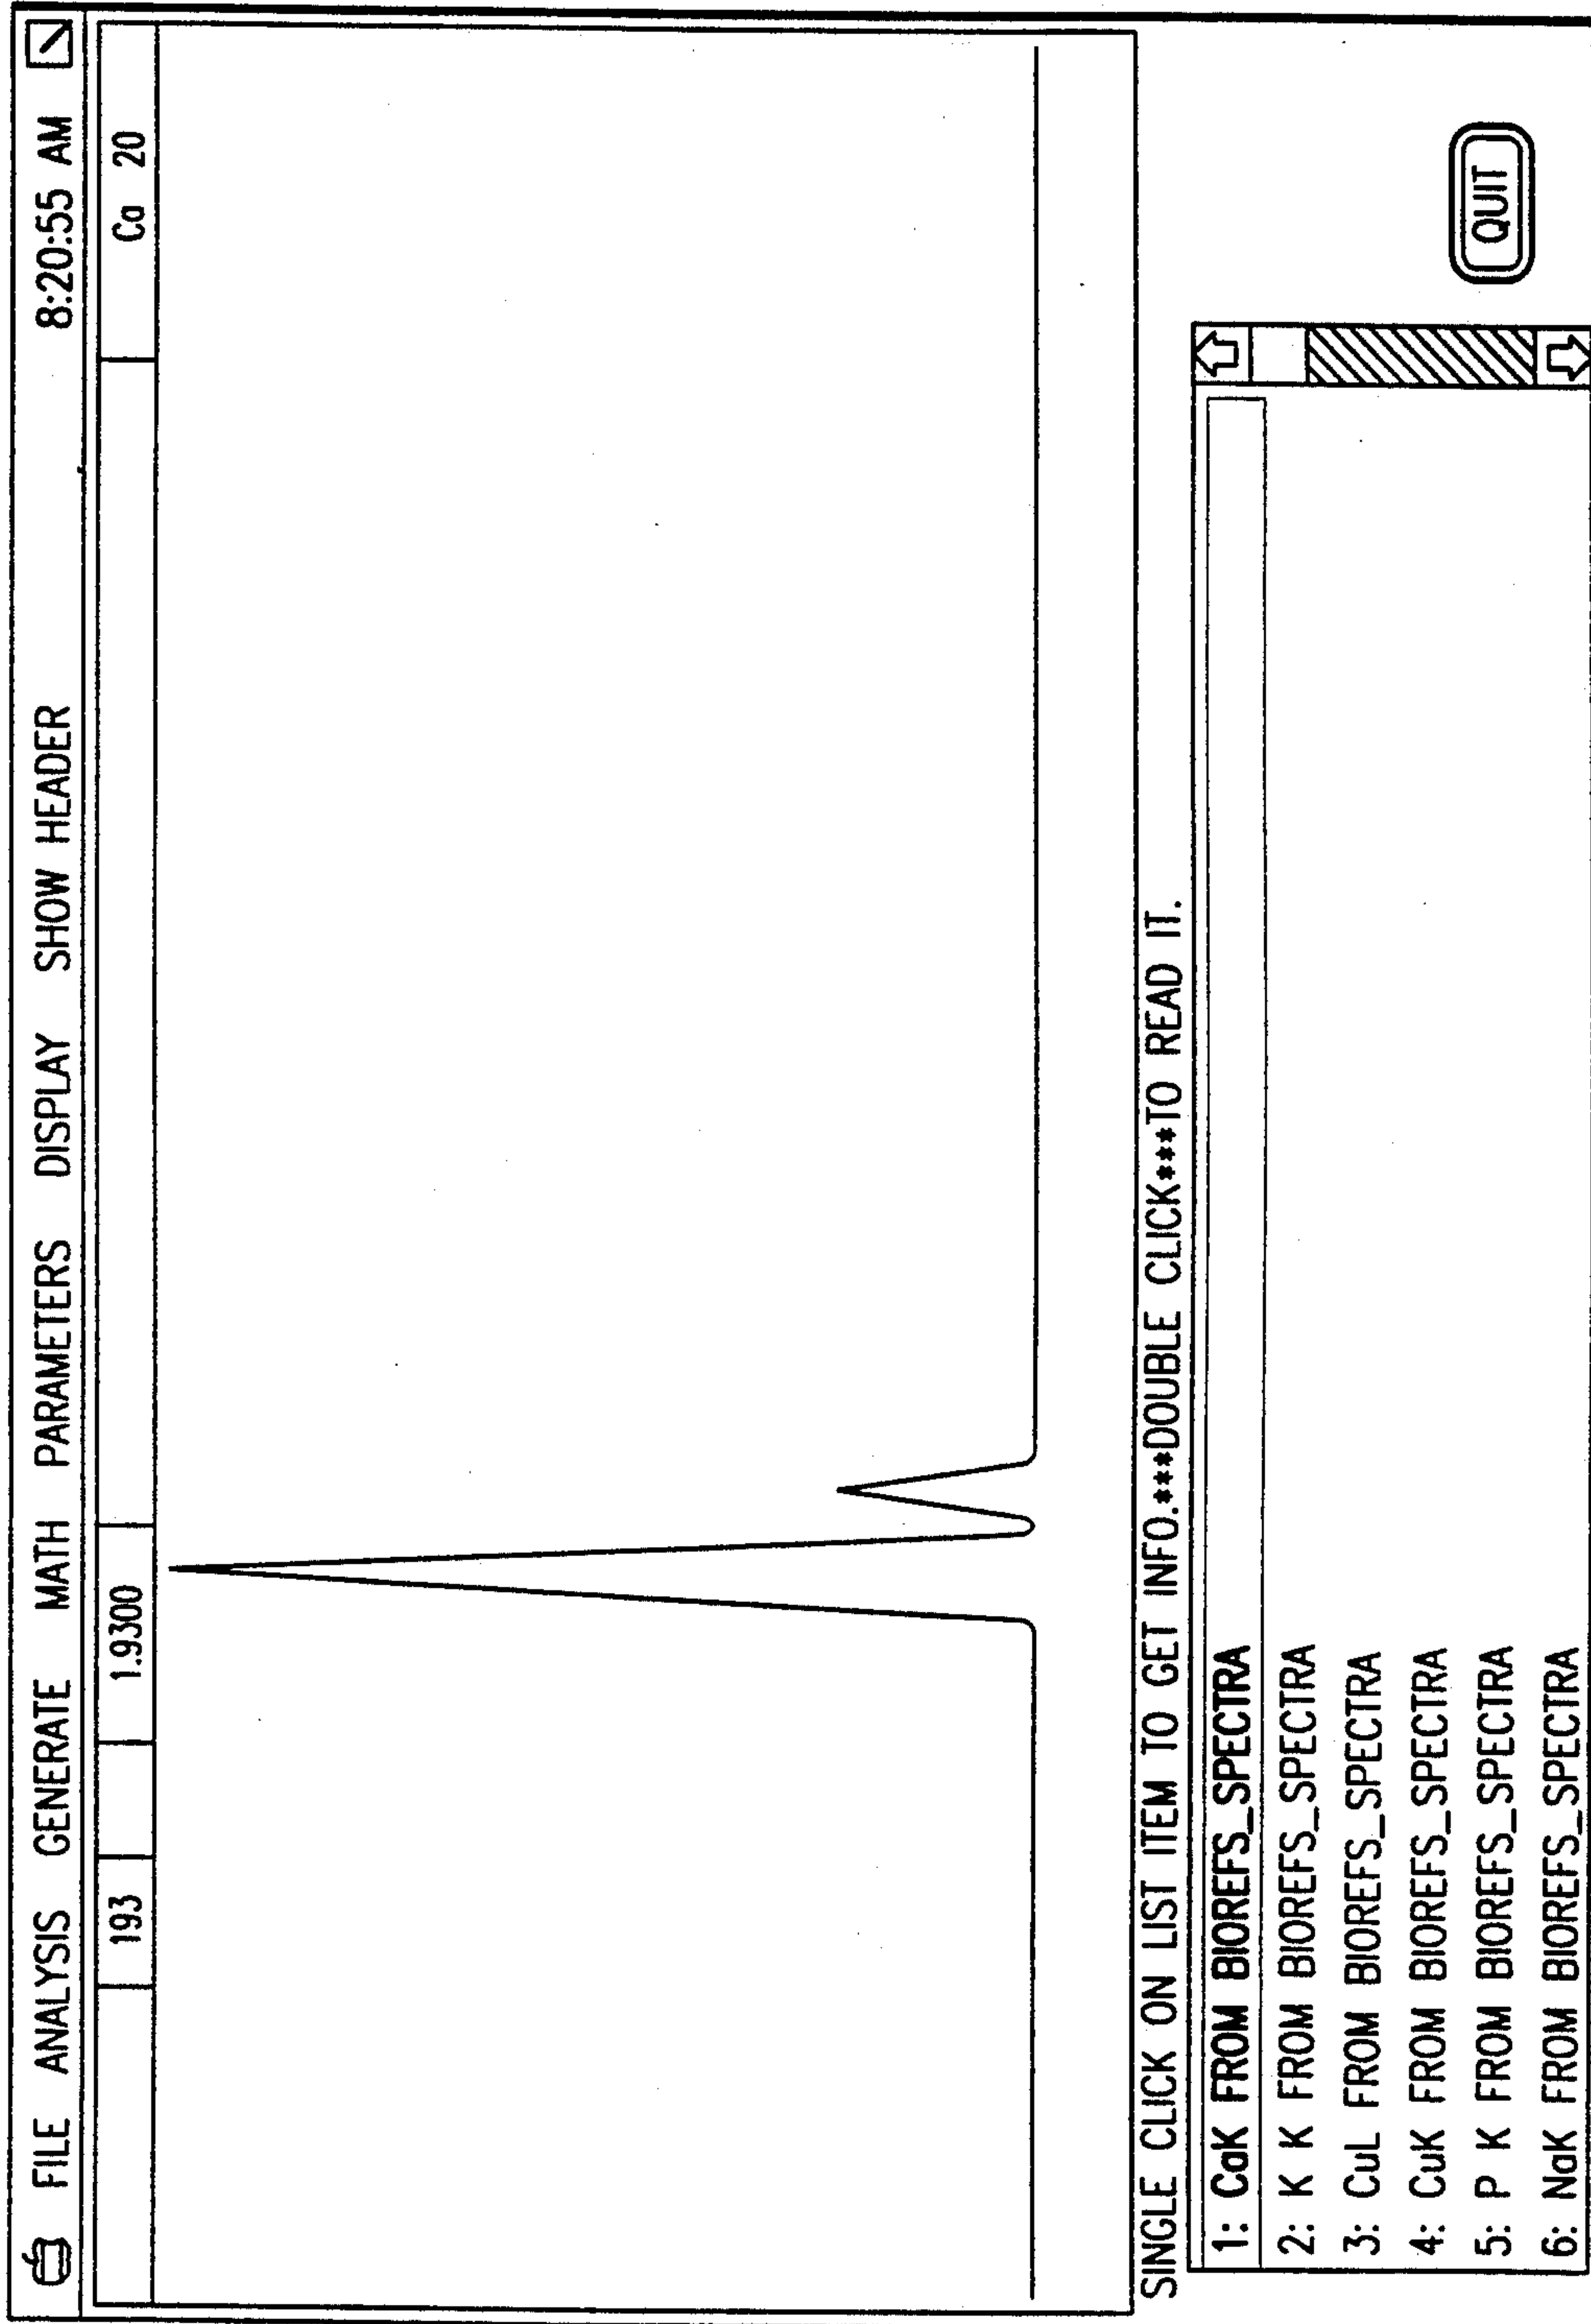 FILE ANALYSIS GENERATE MATH PARAMETERS DISPLAY SHOW HEADER 8:20:55 AM
193 1.9300 Ca 20
SINGLE CLICK ON LIST ITEM TO GET INFO.***DOUBLE CLICK***TO READ IT.
1: CaK FROM BIOREFS_SPECTRA
2: K K FROM BIOREFS_SPECTRA
3: CuL FROM BIOREFS_SPECTRA
4: CuK FROM BIOREFS_SPECTRA
5: P K FROM BIOREFS_SPECTRA
6: NaK FROM BIOREFS_SPECTRA
QUIT